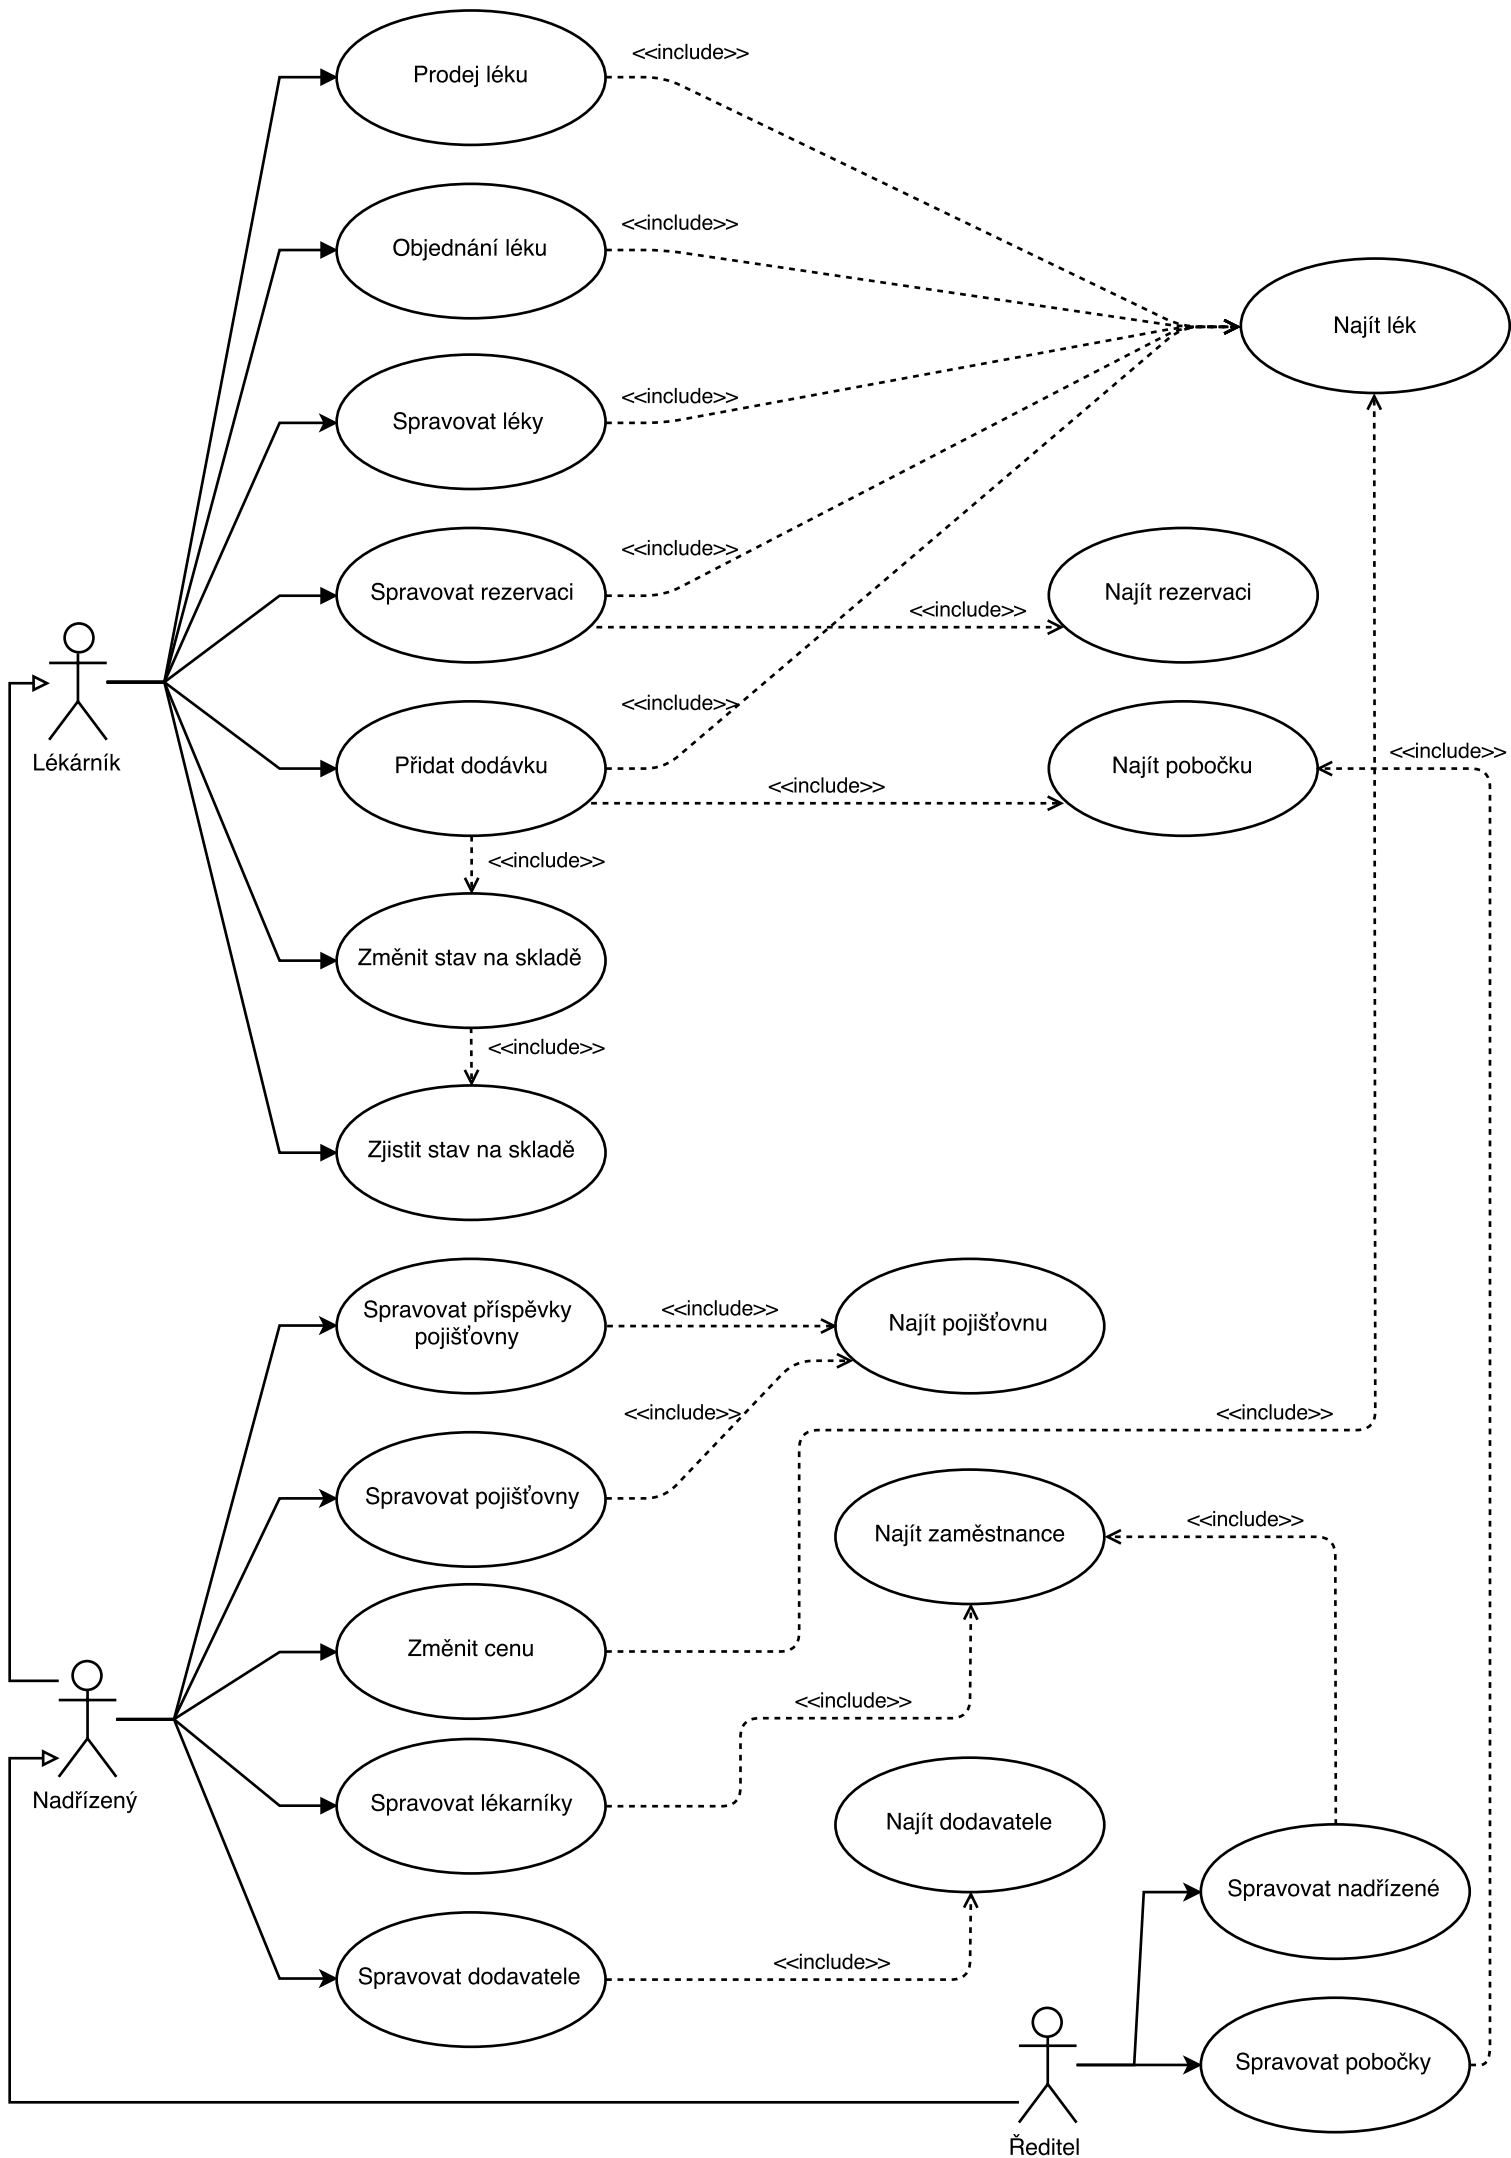 <<include>>
Prodej léku
<<include>>
Objednání léku
Najít lék
<<include>>
Spravovat léky
<<include>>
Spravovat rezervaci
Najít rezervaci
<<include>>
<<include>>
Lékárník
Přidat dodávku
Najít pobočku
<<include>>
<<include>>
<<include>>
Změnit stav na skladě
<<include>>
Zjistit stav na skladě
Spravovat příspěvky
pojišťovny
<<include>>
Najít pojišťovnu
<<include>>
<<include>>
Spravovat pojišťovny
Najít zaměstnance
<<include>>
Změnit cenu
<<include>>
Nadřízený
Spravovat lékarníky
Najít dodavatele
Spravovat nadřízené
<<include>>
Spravovat dodavatele
Spravovat pobočky
Ředitel